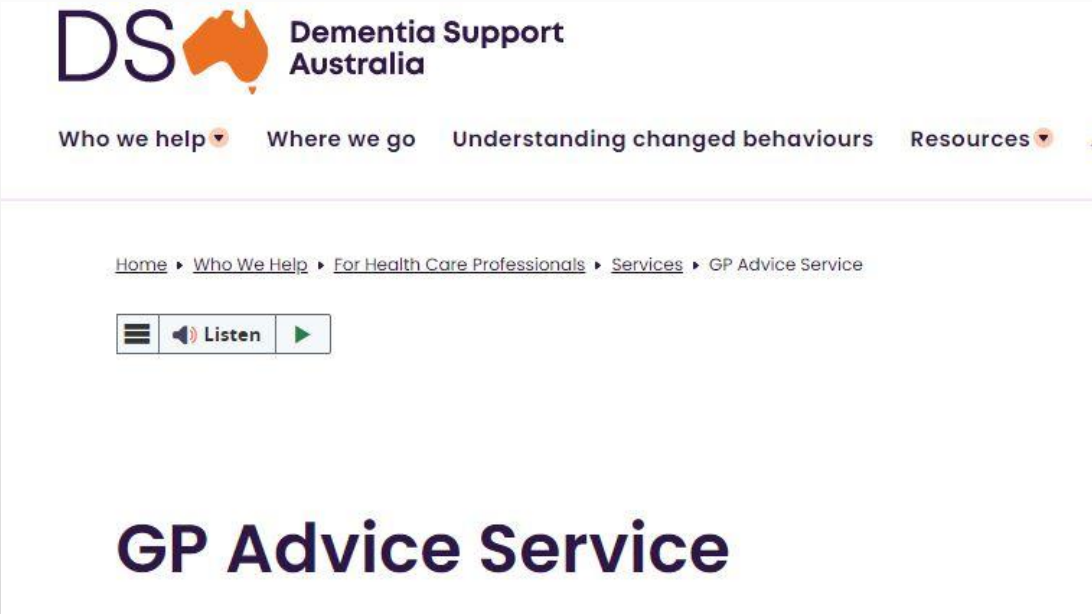 DS
Dementia Support
Australia
Who we help Where we go Understanding changed behaviours Resources
Home Who We Help For Health Care Professionals Services GP Advice Service
Listen
GP Advice Service